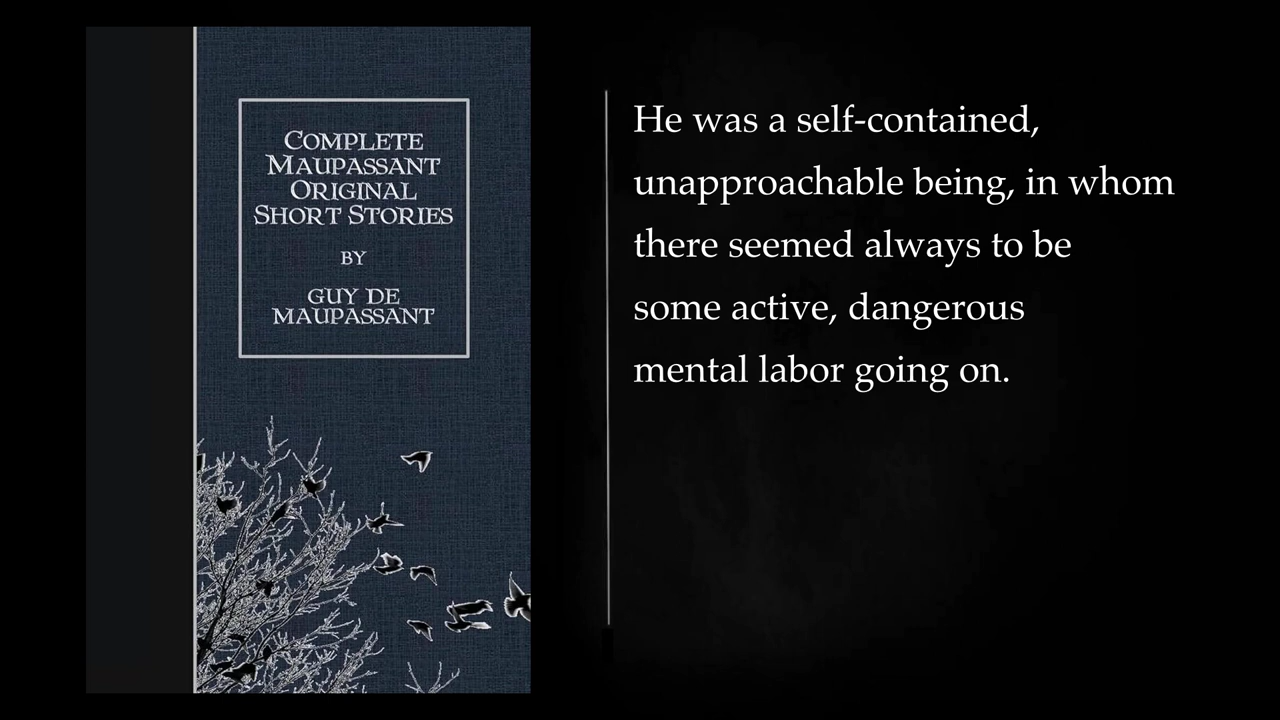 COMPLETE
MAUPASSANT
ORIGINAL
SHORT STORIES
BY
GUY DE
MAUPASSANT
He was a self-contained,
unapproachable being, in whom
there seemed always to be
some active, dangerous
mental labor going on.